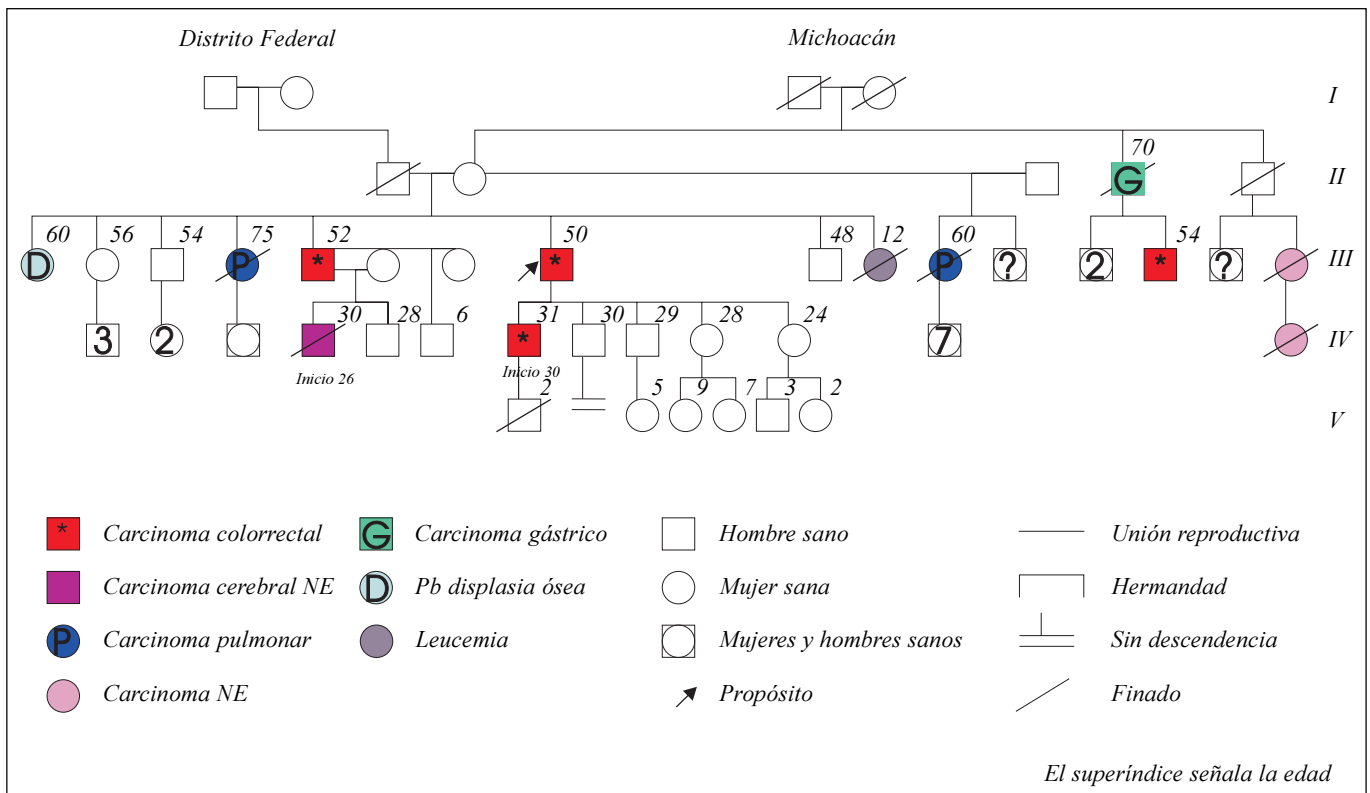 Distrito Federal Michoacán
I
70
G II
60 56 54 75 52 50 48 12 60 54
D P * * P ? 2 * ? III
30 28 6 31 30 29 28 24
3 2 * 7 IV
Inicio 26 Inicio 30
2 5 9 7 3 2
V
* Carcinoma colorrectal G Carcinoma gástrico Hombre sano Unión reproductiva
Carcinoma cerebral NE D Pb displasia ósea Mujer sana Hermandad
P Carcinoma pulmonar Leucemia Mujeres y hombres sanos Sin descendencia
Carcinoma NE Propósito Finado
El superíndice señala la edad